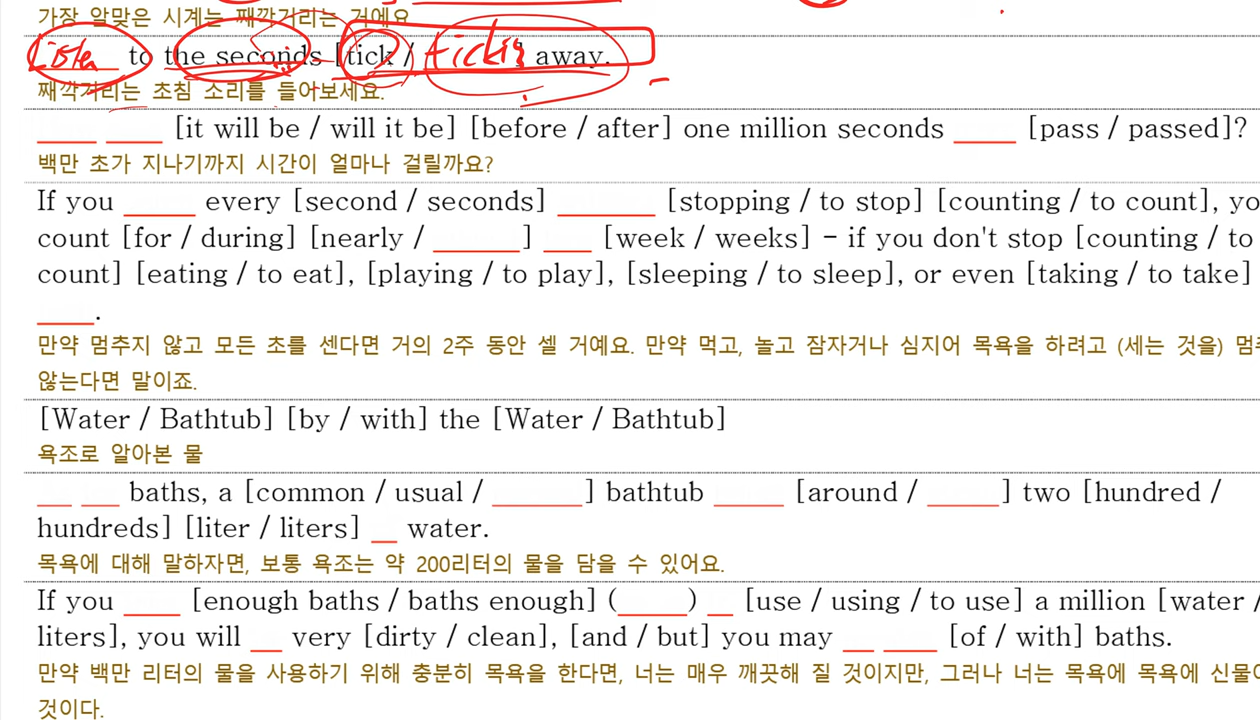 가장 알맞은 시계는 째깍거리는 거예요
Listen to the seconds [tick / ticking] away.
째깍거리는 초침 소리를 들어보세요.
____ ____ [it will be / will it be] [before / after] one million seconds ____ [pass / passed]?
백만 초가 지나기까지 시간이 얼마나 걸릴까요?
If you ____ every [second / seconds] ____ [stopping / to stop] [counting / to count], yo
count [for / during] [nearly / ____ ] ____ [week / weeks] – if you don't stop [counting / to
count] [eating / to eat], [playing / to play], [sleeping / to sleep], or even [taking / to take]
____.
만약 멈추지 않고 모든 초를 센다면 거의 2주 동안 셀 거예요. 만약 먹고, 놀고 잠자거나 심지어 목욕을 하려고 (세는 것을) 멈추
않는다면 말이죠.
[Water / Bathtub] [by / with] the [Water / Bathtub]
욕조로 알아본 물
____ ____ baths, a [common / usual / ____ ] bathtub ____ [around / ____ ] two [hundred /
hundreds] [liter / liters] __ water.
목욕에 대해 말하자면, 보통 욕조는 약 200리터의 물을 담을 수 있어요.
If you ____ [enough baths / baths enough] (____) __ [use / using / to use] a million [water /
liters], you will __ very [dirty / clean], [and / but] you may __ ____ [of / with] baths.
만약 백만 리터의 물을 사용하기 위해 충분히 목욕을 한다면, 너는 매우 깨끗해 질 것이지만, 그러나 너는 목욕에 목욕에 신물이
것이다.